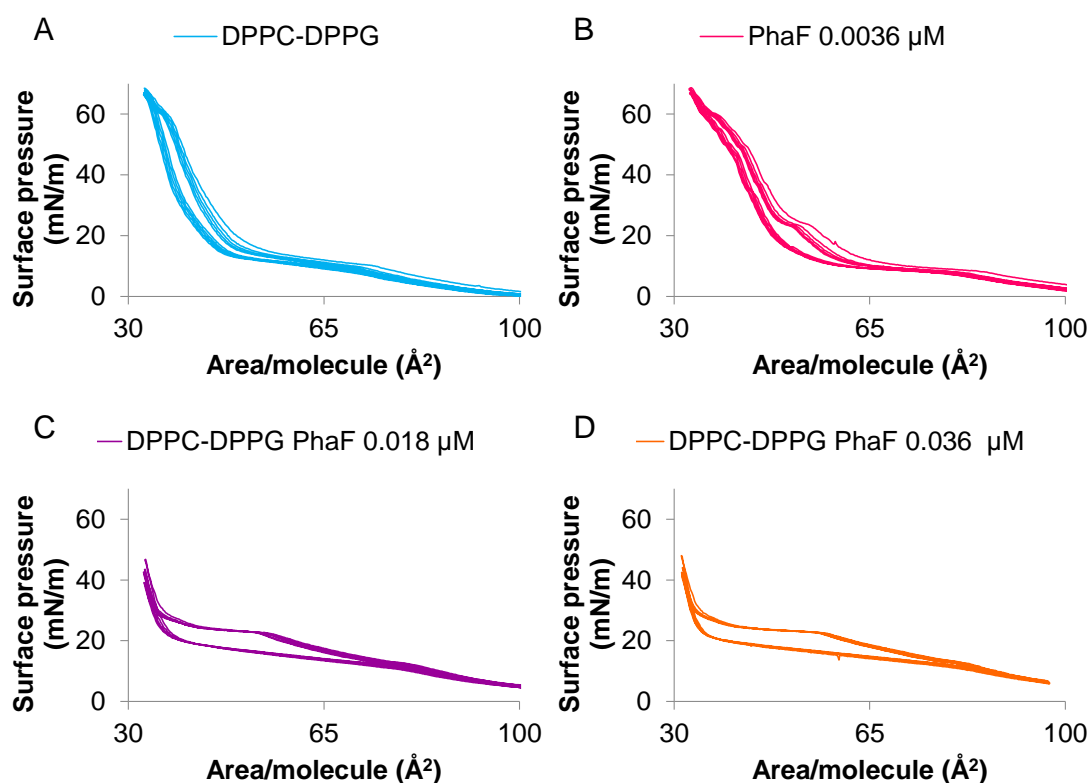 A
DPPC-DPPG
Surface pressure
(mN/m)
60
40
20
0
30
65
100
Area/molecule (Å²)
B
PhaF 0.0036 µM
Surface pressure
(mN/m)
60
40
20
0
30
65
100
Area/molecule (Å²)
C
DPPC-DPPG PhaF 0.018 µM
Surface pressure
(mN/m)
60
40
20
0
30
65
100
Area/molecule (Å²)
D
DPPC-DPPG PhaF 0.036 µM
Surface pressure
(mN/m)
60
40
20
0
30
65
100
Area/molecule (Å²)